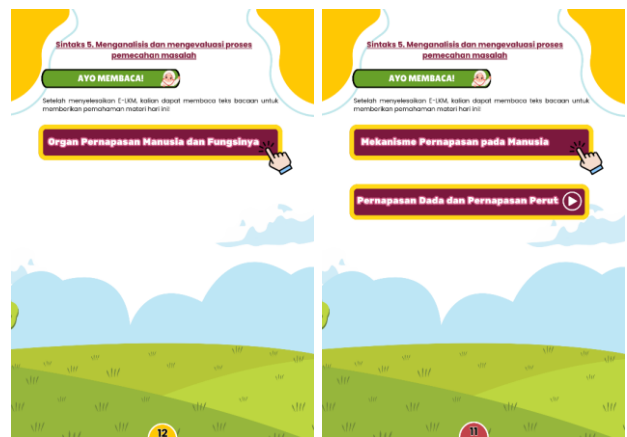 Sintaks 5. Menganalisis dan mengevaluasi proses
pemecahan masalah
AYO MEMBACA!
Setelah menyelesaikan E-LKM, kalian dapat membaca teks bacaan untuk
memberikan pemahaman materi hari ini!
Organ Pernapasan Manusia dan Fungsinya
12
Sintaks 5. Menganalisis dan mengevaluasi proses
pemecahan masalah
AYO MEMBACA!
Setelah menyelesaikan E-LKM, kalian dapat membaca teks bacaan untuk
memberikan pemahaman materi hari ini!
Mekanisme Pernapasan pada Manusia
Pernapasan Dada dan Pernapasan Perut
11